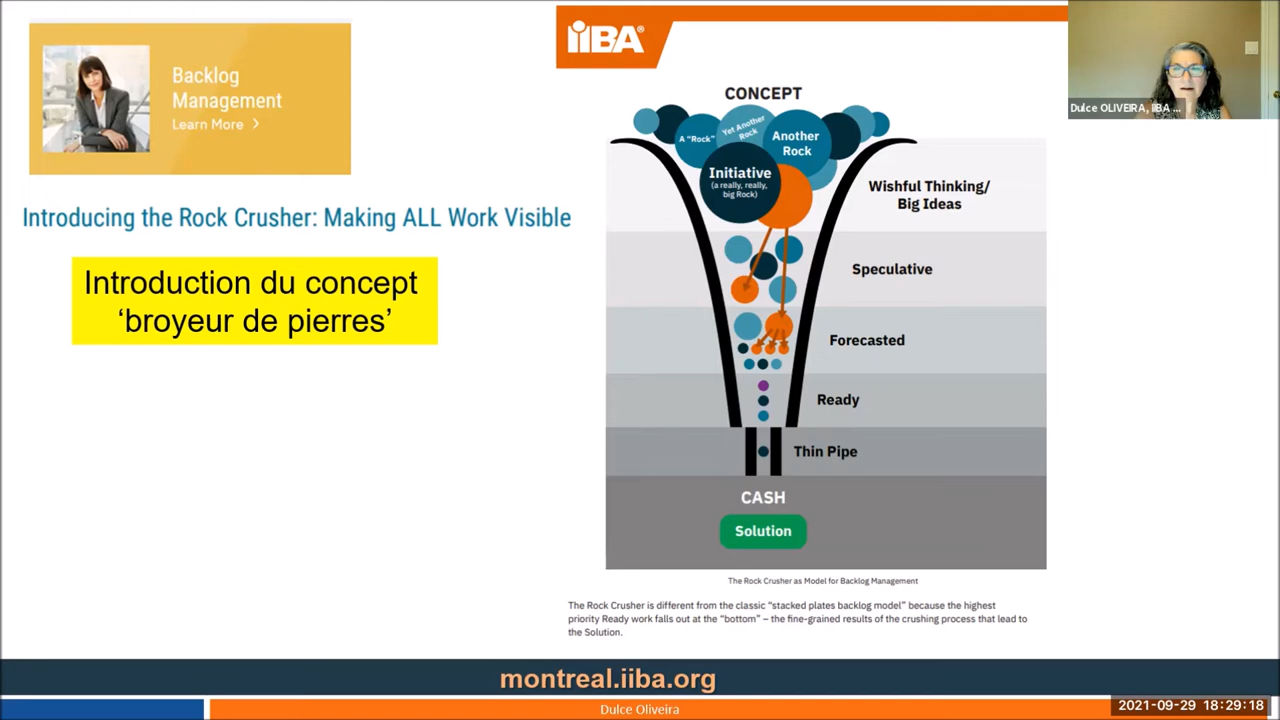 Backlog
Management
Learn More >
Introducing the Rock Crusher: Making ALL Work Visible
Introduction du concept
‘broyeur de pierres’
iiBA®
CONCEPT
A “Rock”
Yet Another
Rock
Another
Rock
Initiative
(a really, really,
big Rock)
Wishful Thinking/
Big Ideas
Speculative
Forecasted
Ready
Thin Pipe
CASH
Solution
The Rock Crusher as Model for Backlog Management
The Rock Crusher is different from the classic “stacked plates backlog model” because the highest
priority Ready work falls out at the “bottom” – the fine-grained results of the crushing process that lead to
the Solution.
Dulce OLIVEIRA, IIBA ...
montreal.iiba.org
Dulce Oliveira
2021-09-29 18:29:18